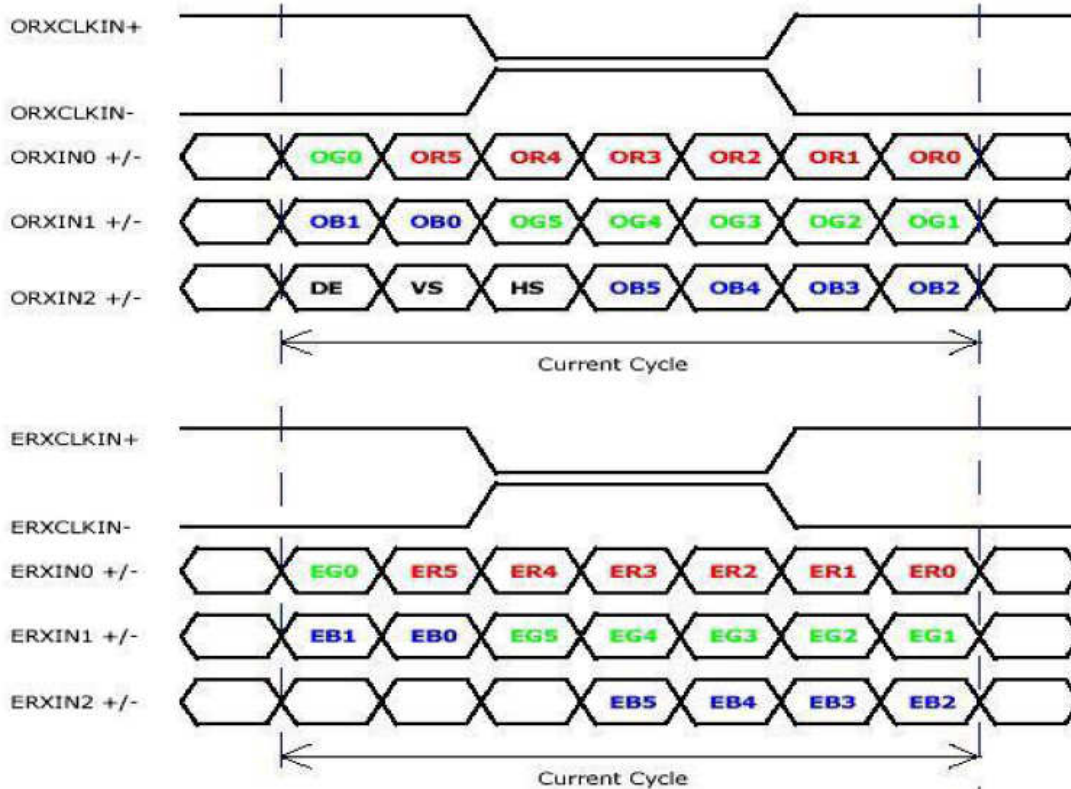 ORXCLKIN+
ORXCLKIN-
ORXIN0 +/- OG0 OR5 OR4 OR3 OR2 OR1 OR0
ORXIN1 +/- OB1 OB0 OG5 OG4 OG3 OG2 OG1
ORXIN2 +/- DE VS HS OB5 OB4 OB3 OB2
Current Cycle
ERXCLKIN+
ERXCLKIN-
ERXIN0 +/- EG0 ER5 ER4 ER3 ER2 ER1 ER0
ERXIN1 +/- EB1 EB0 EG5 EG4 EG3 EG2 EG1
ERXIN2 +/- EB5 EB4 EB3 EB2
Current Cycle